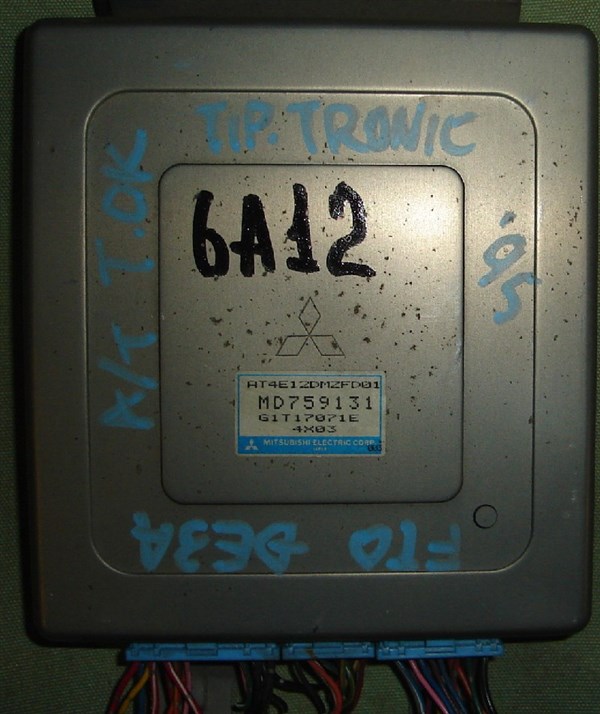 TIP.TRONIC
A/T T.OK
6A12
'95
AT4E12DM2FD01
MD759131
G1T17071E
4X03
MITSUBISHI ELECTRIC CORP.
FTO DE3A